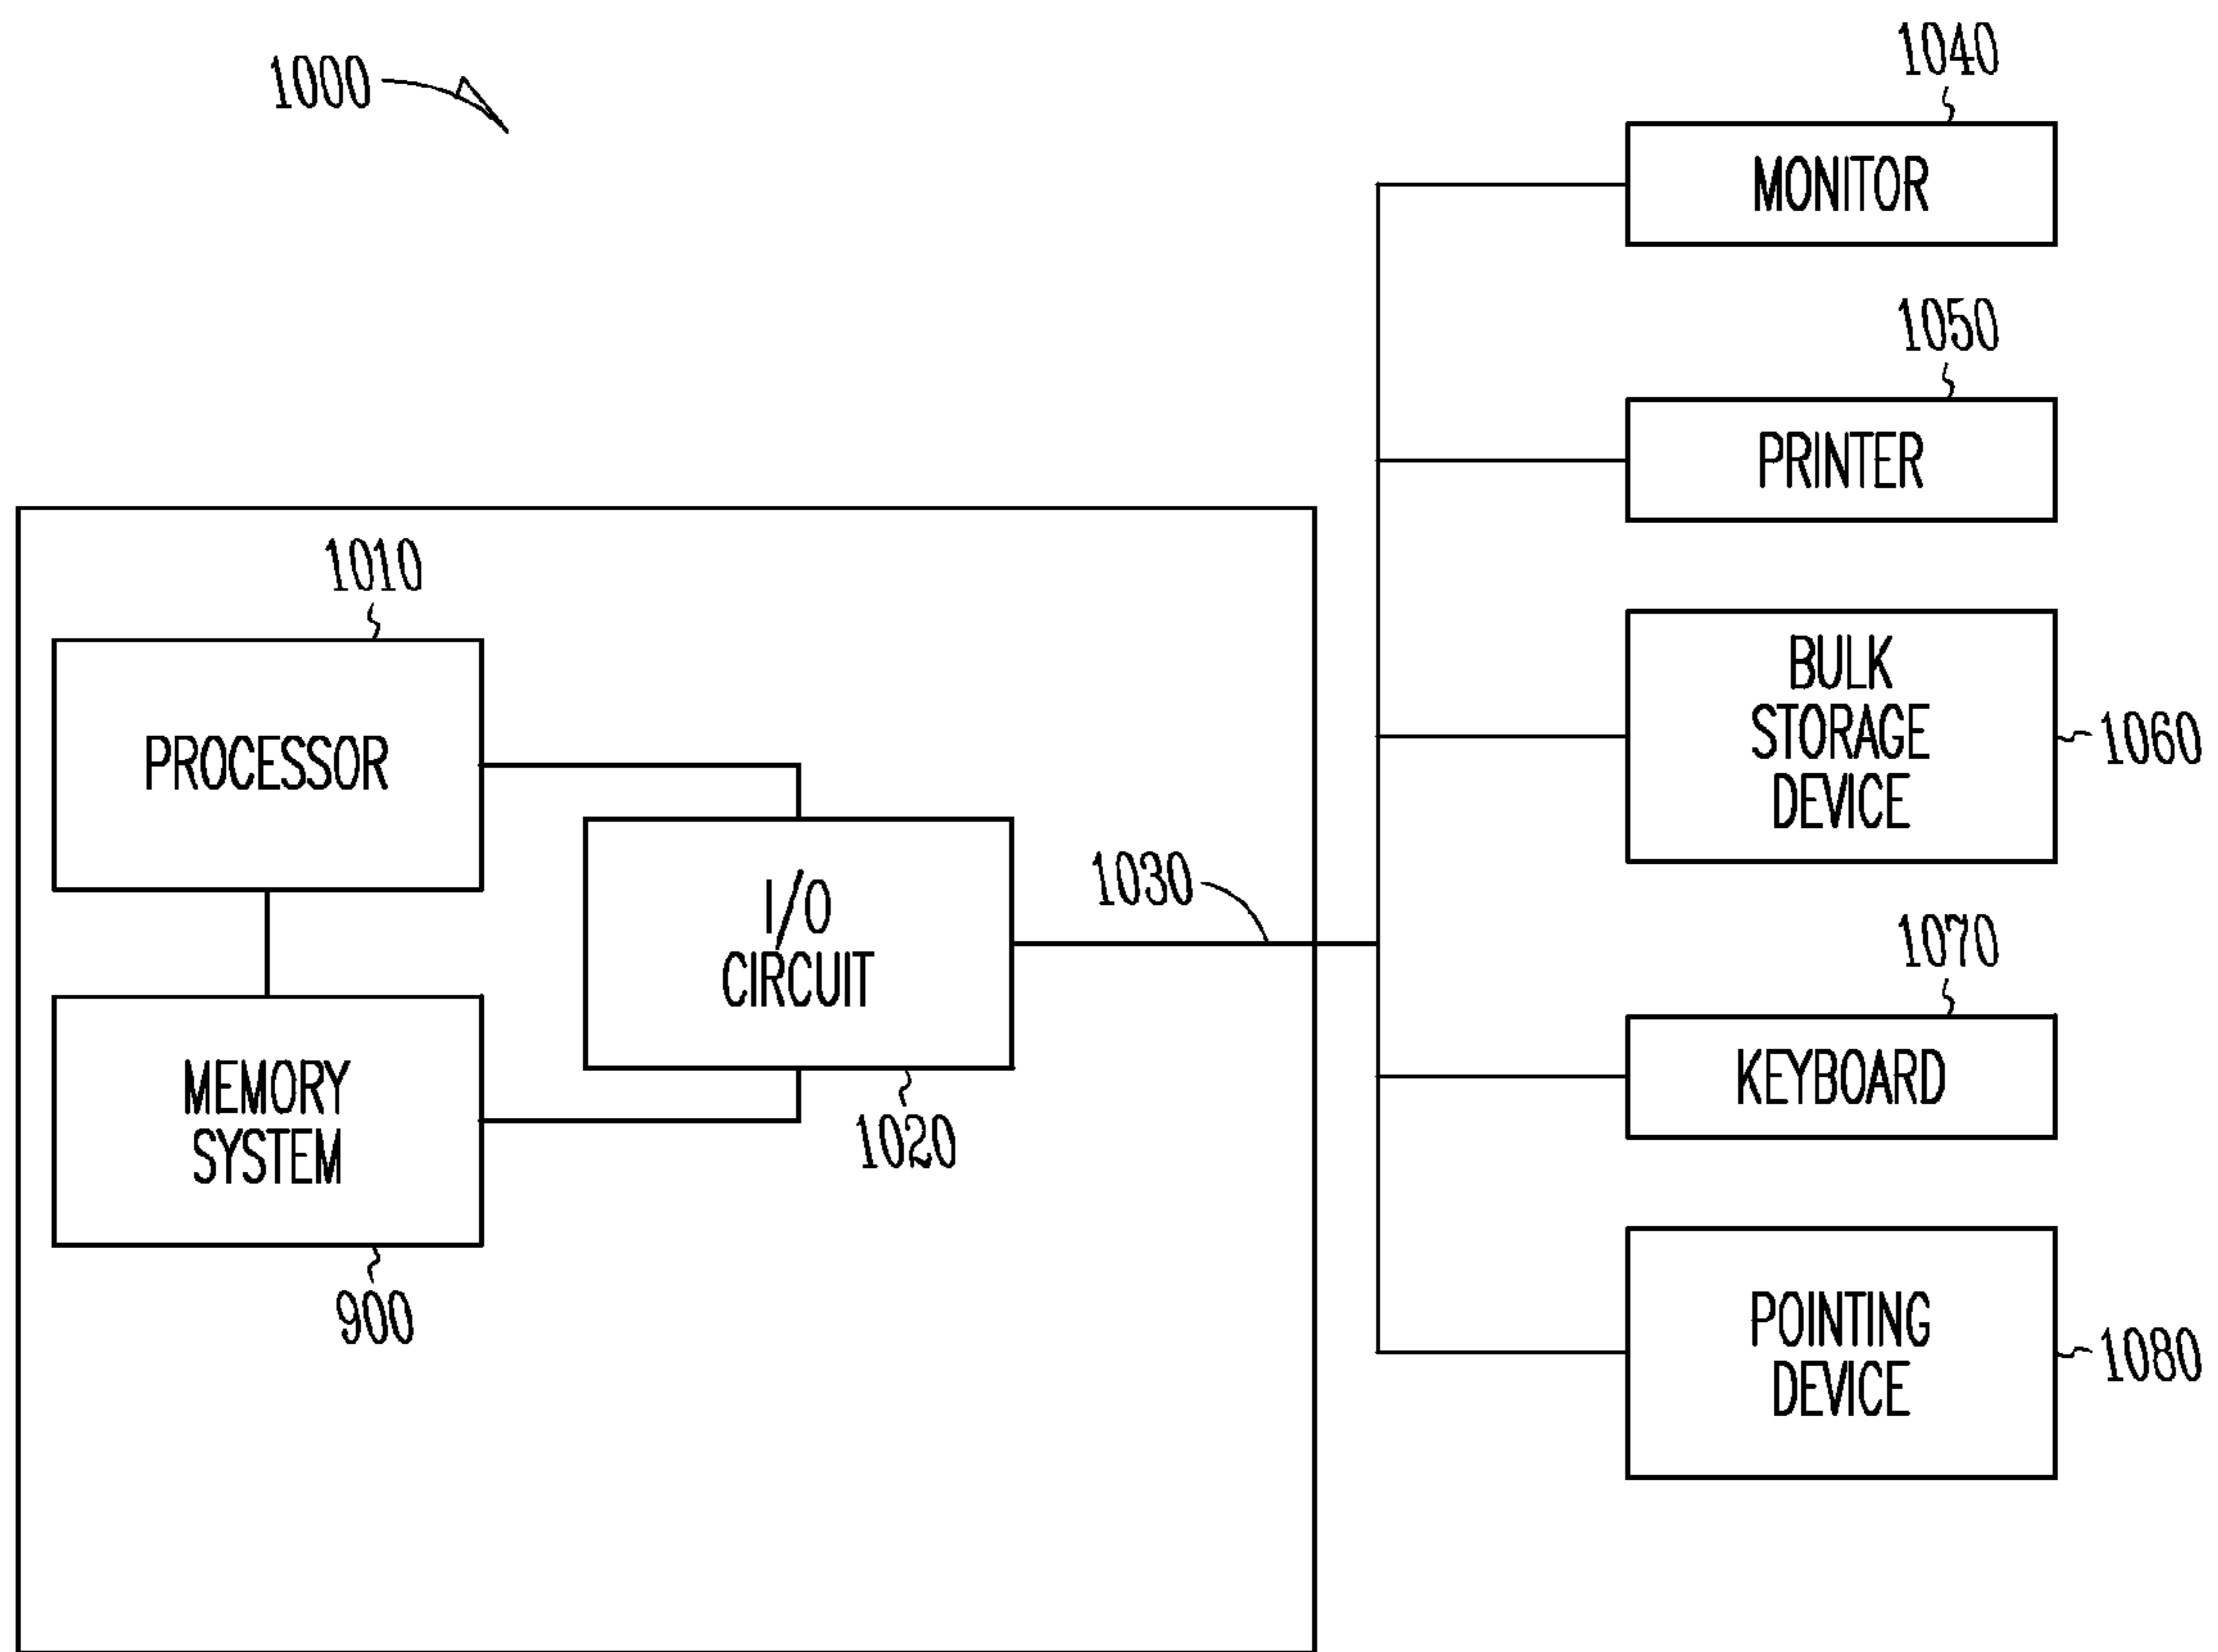 1000
1040
MONITOR
1050
PRINTER
1010
PROCESSOR
BULK
STORAGE
DEVICE
1060
I/O
CIRCUIT
1030
1070
KEYBOARD
MEMORY
SYSTEM
1020
900
POINTING
DEVICE
1080